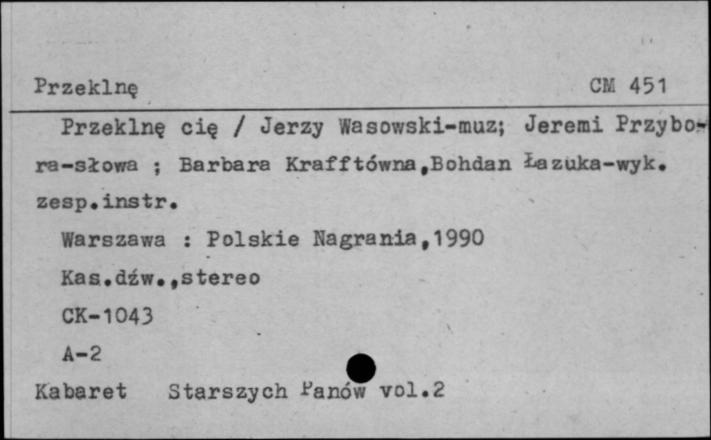 Przeklnę CM 451
Przeklnę cię / Jerzy Wasowski-muz; Jeremi Przybo-
ra-słowa ; Barbara Krafftówna,Bohdan Łazuka-wyk.
zesp.instr.
Warszawa : Polskie Nagrania,1990
Kas.dźw.,stereo
CK-1043
A-2
Kabaret Starszych Panów vol.2